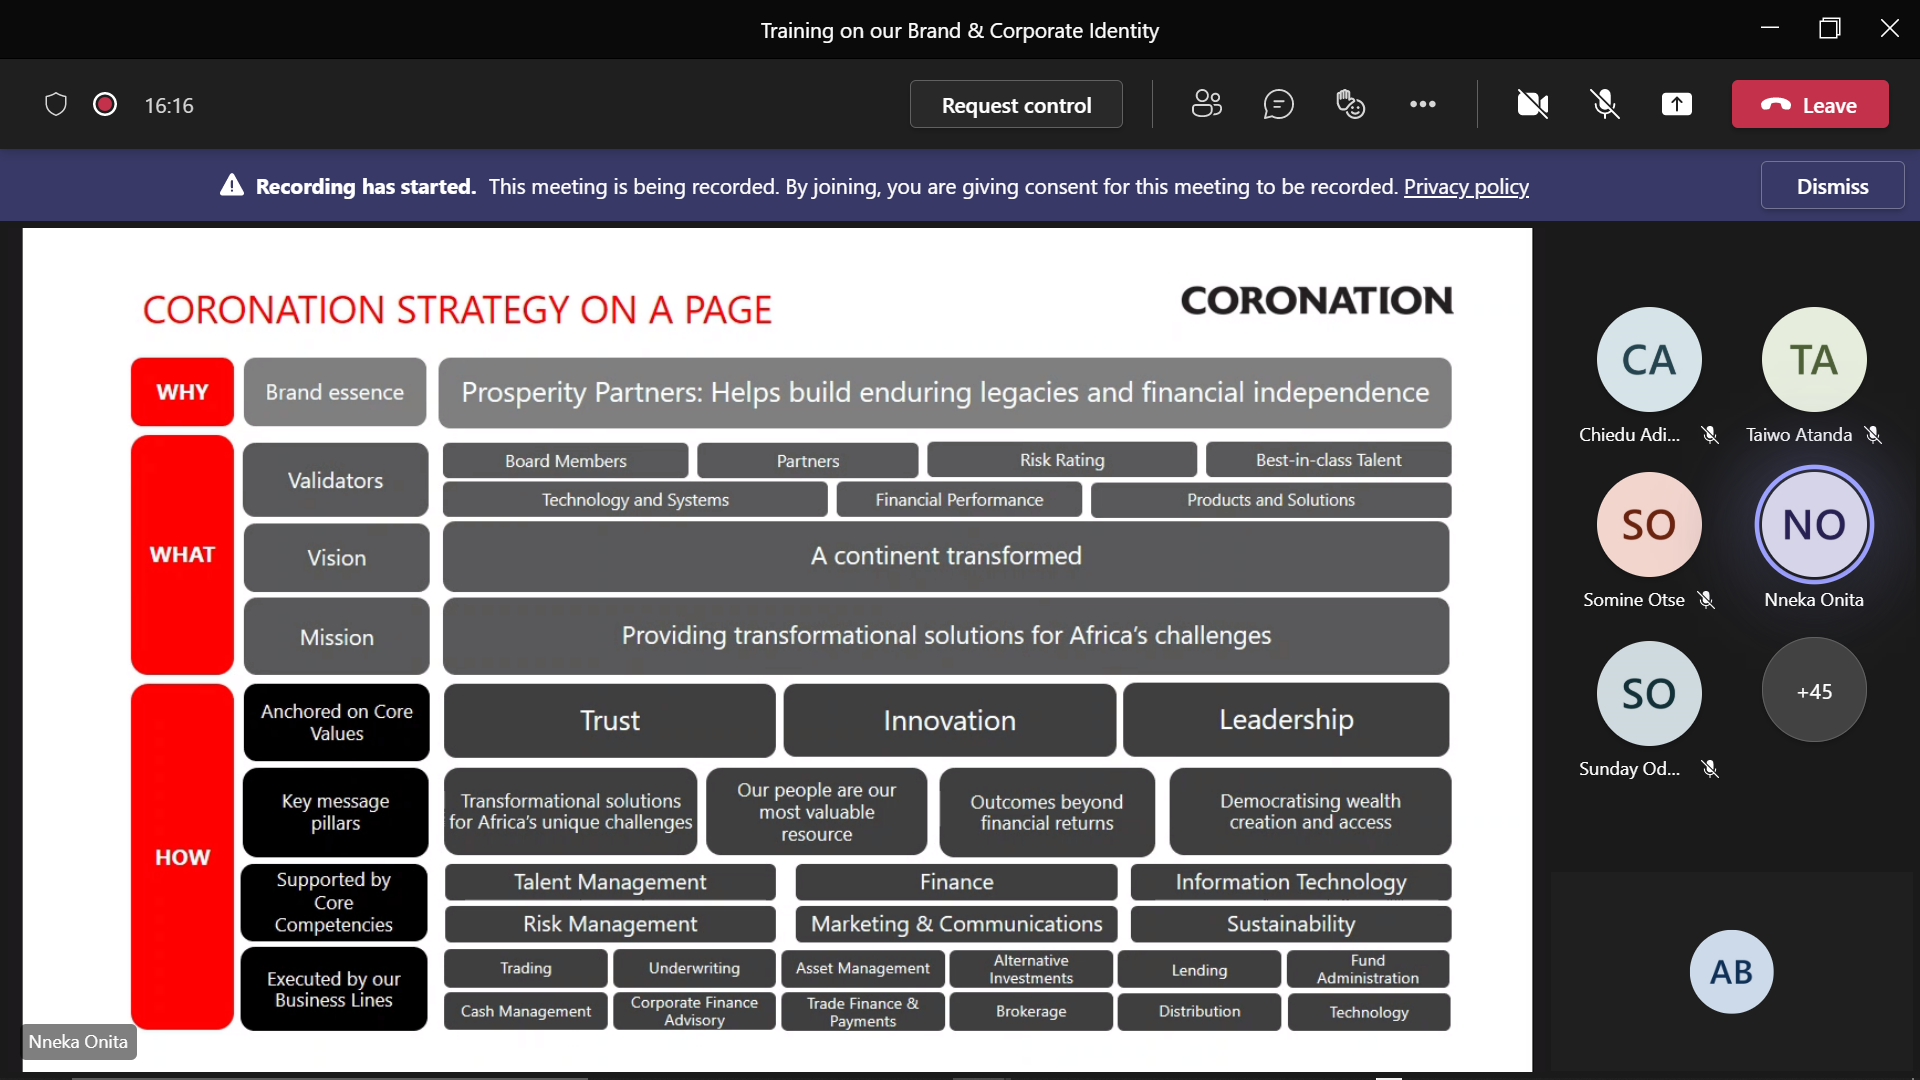 Training on our Brand & Corporate Identity
16:16
Request control
Leave
Recording has started. This meeting is being recorded. By joining, you are giving consent for this meeting to be recorded. Privacy policy
Dismiss
CORONATION STRATEGY ON A PAGE
CORONATION
WHY
Brand essence
Prosperity Partners: Helps build enduring legacies and financial independence
WHAT
Validators
Board Members
Partners
Risk Rating
Best-in-class Talent
Technology and Systems
Financial Performance
Products and Solutions
Vision
A continent transformed
Mission
Providing transformational solutions for Africa's challenges
HOW
Anchored on Core
Values
Trust
Innovation
Leadership
Key message
pillars
Transformational solutions
for Africa's unique challenges
Our people are our
most valuable
resource
Outcomes beyond
financial returns
Democratising wealth
creation and access
Supported by
Core
Competencies
Talent Management
Finance
Information Technology
Risk Management
Marketing & Communications
Sustainability
Executed by our
Business Lines
Trading
Underwriting
Asset Management
Alternative
Investments
Lending
Fund
Administration
Cash Management
Corporate Finance
Advisory
Trade Finance &
Payments
Brokerage
Distribution
Technology
Nneka Onita
CA
Chiedu Adi...
TA
Taiwo Atanda
SO
Somine Otse
NO
Nneka Onita
SO
Sunday Od...
+45
AB